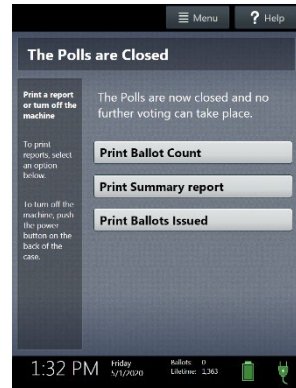 Menu
? Help
The Polls are Closed
Print a report
or turn off the
machine
To print
reports, select
an option
below.
To turn off the
machine, push
the power
button on the
back of the
case.
The Polls are now closed and no
further voting can take place.
Print Ballot Count
Print Summary report
Print Ballots Issued
1:32 PM
Friday
5/1/2020
Ballots: 0
Lifetime: 1,363